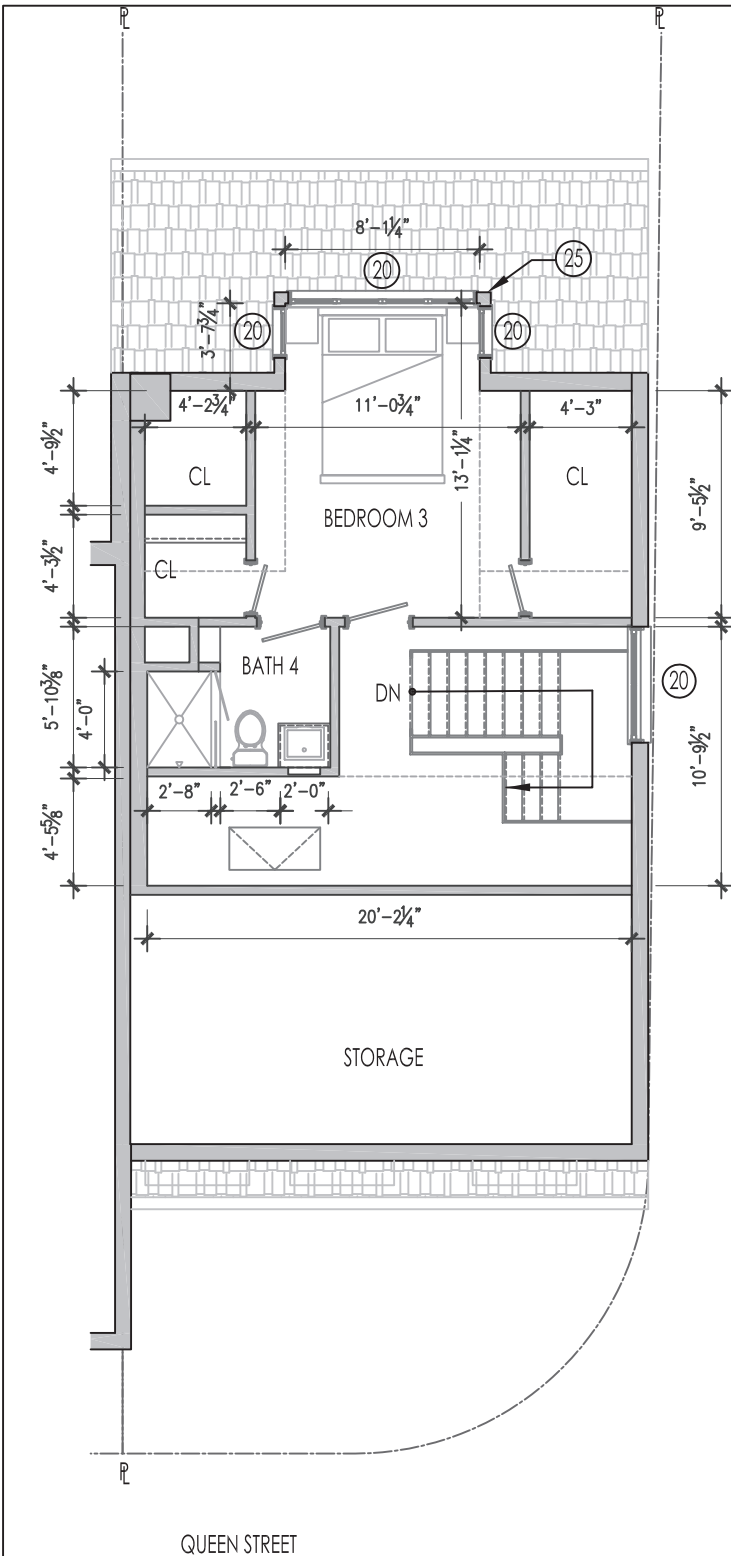 PL
PL
8'-1¼"
20
25
20
20
3'-7¾"
4'-2¾"
11'-0¾"
4'-3"
4'-9½"
CL
13'-1¼"
CL
9'-5½"
BEDROOM 3
4'-3½"
CL
BATH 4
5'-10⅜"
4'-0"
DN
20
10'-9½"
2'-8"
2'-6"
2'-0"
4'-5⅝"
20'-2¼"
STORAGE
PL
QUEEN STREET